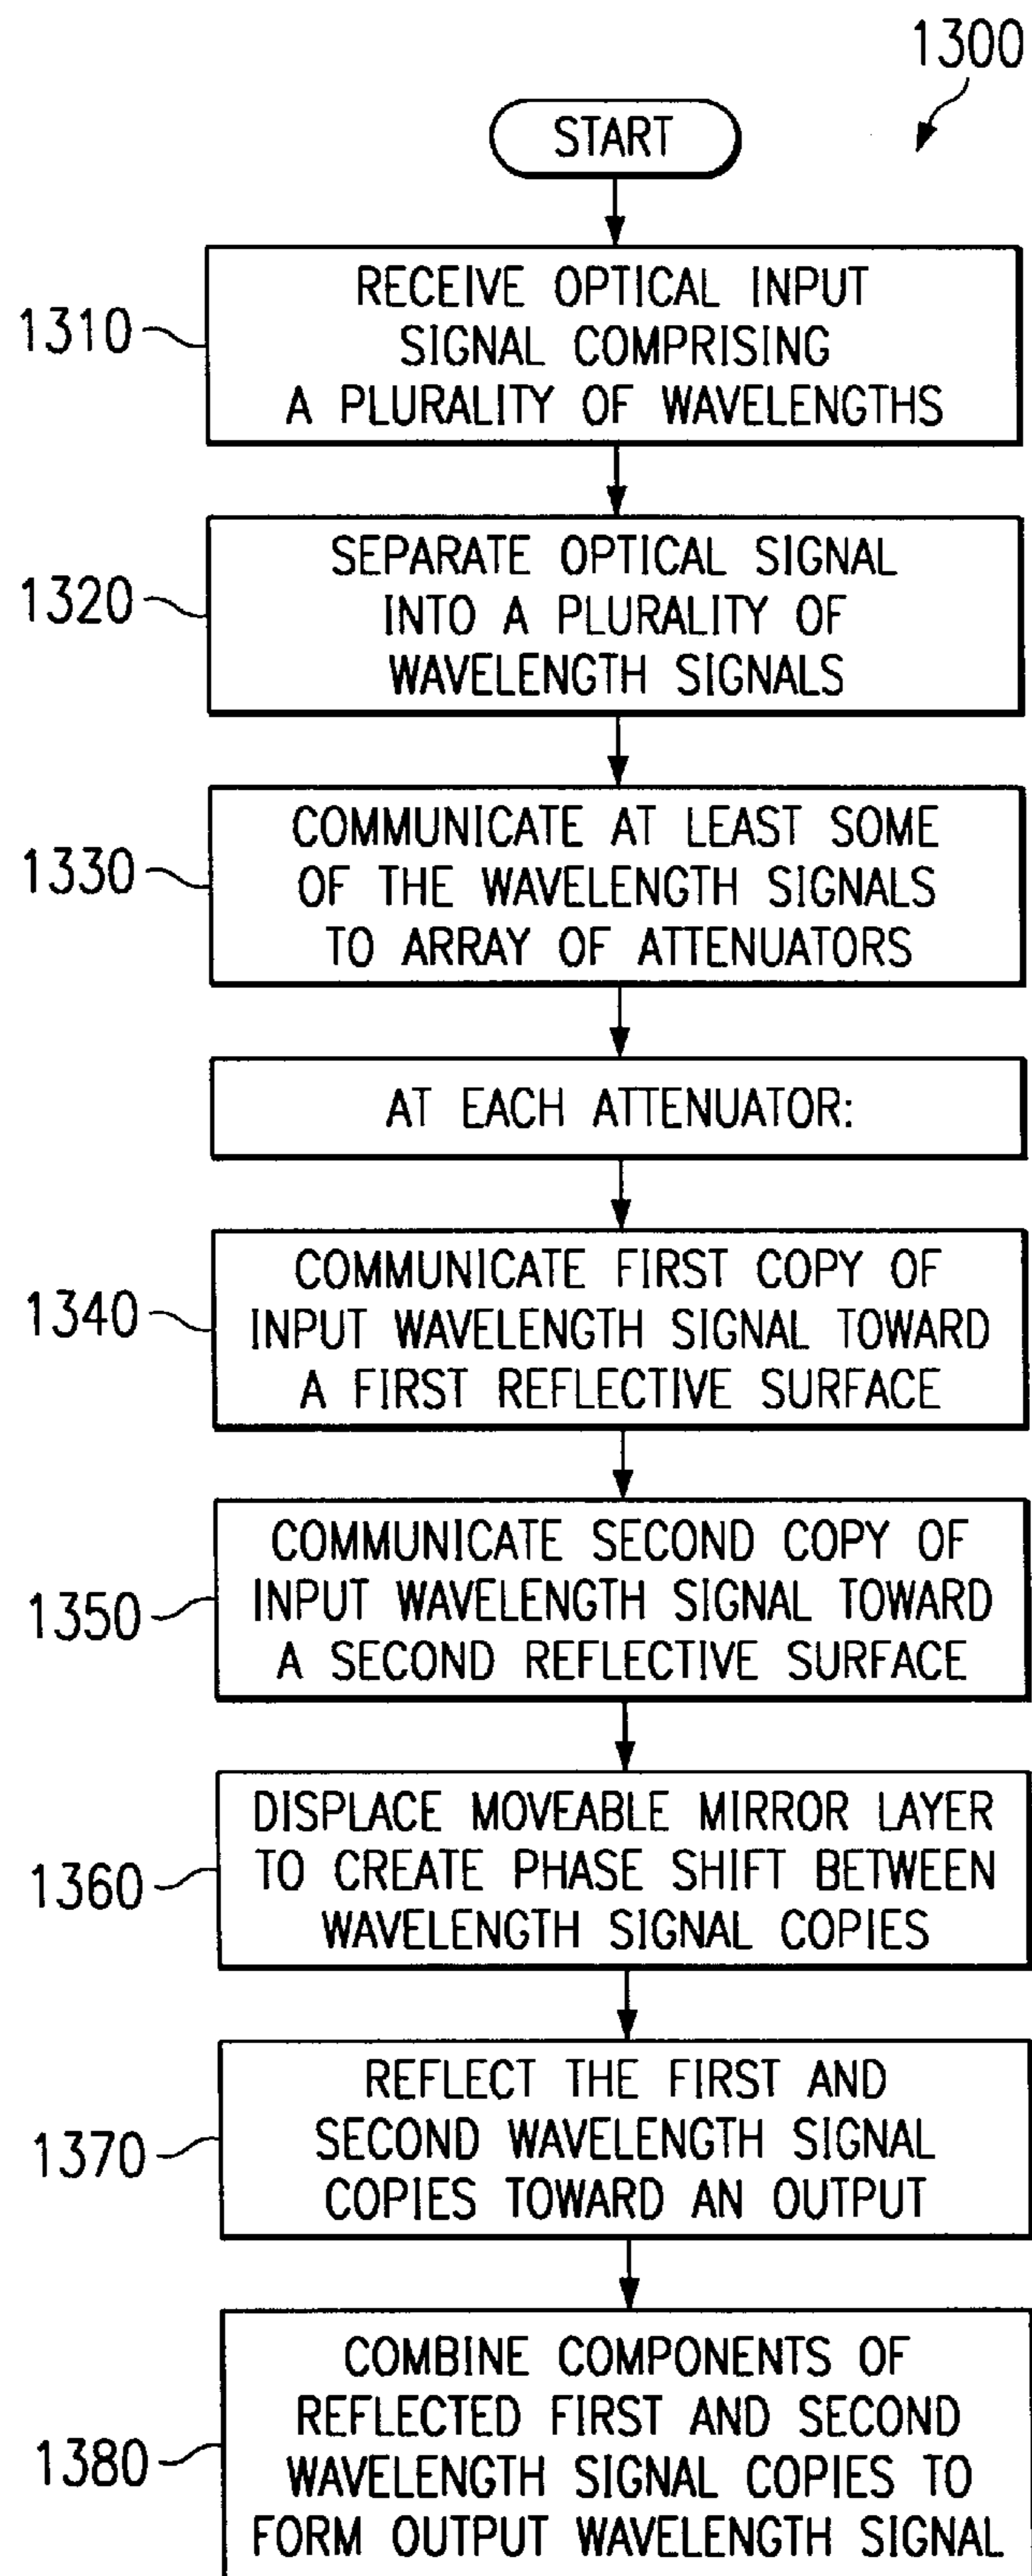 1300
START
1310
RECEIVE OPTICAL INPUT
SIGNAL COMPRISING
A PLURALITY OF WAVELENGTHS
1320
SEPARATE OPTICAL SIGNAL
INTO A PLURALITY OF
WAVELENGTH SIGNALS
1330
COMMUNICATE AT LEAST SOME
OF THE WAVELENGTH SIGNALS
TO ARRAY OF ATTENUATORS
AT EACH ATTENUATOR:
1340
COMMUNICATE FIRST COPY OF
INPUT WAVELENGTH SIGNAL TOWARD
A FIRST REFLECTIVE SURFACE
1350
COMMUNICATE SECOND COPY OF
INPUT WAVELENGTH SIGNAL TOWARD
A SECOND REFLECTIVE SURFACE
1360
DISPLACE MOVEABLE MIRROR LAYER
TO CREATE PHASE SHIFT BETWEEN
WAVELENGTH SIGNAL COPIES
1370
REFLECT THE FIRST AND
SECOND WAVELENGTH SIGNAL
COPIES TOWARD AN OUTPUT
1380
COMBINE COMPONENTS OF
REFLECTED FIRST AND SECOND
WAVELENGTH SIGNAL COPIES TO
FORM OUTPUT WAVELENGTH SIGNAL